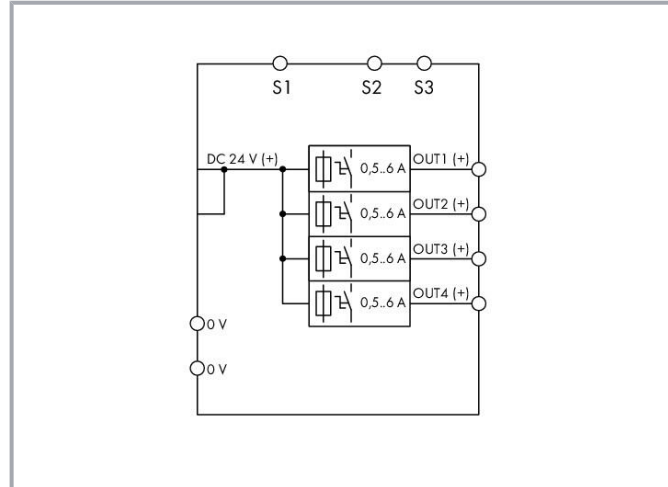 S1 S2 S3
DC 24 V (+) 0,5..6 A OUT1 (+)
0,5..6 A OUT2 (+)
0,5..6 A OUT3 (+)
0,5..6 A OUT4 (+)
0 V
0 V